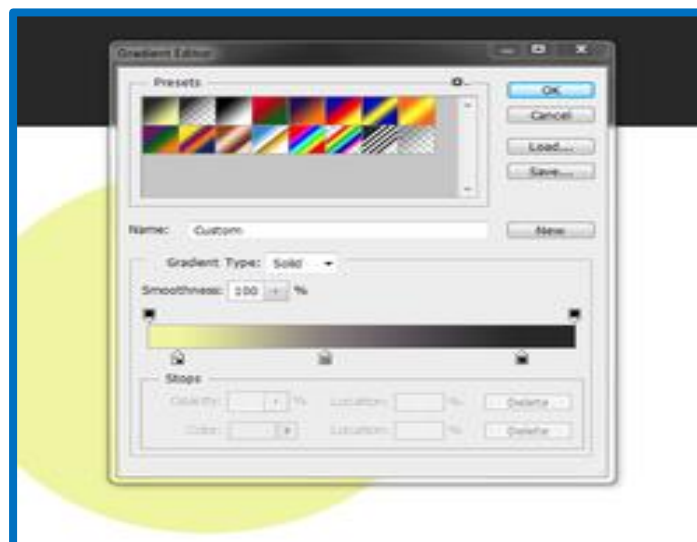 Gradient Editor
Presets
OK
Cancel
Load...
Save...
Name: Custom
New
Gradient Type: Solid
Smoothness: 100 %
Stops
Opacity: % Location: % Delete
Color: Location: % Delete